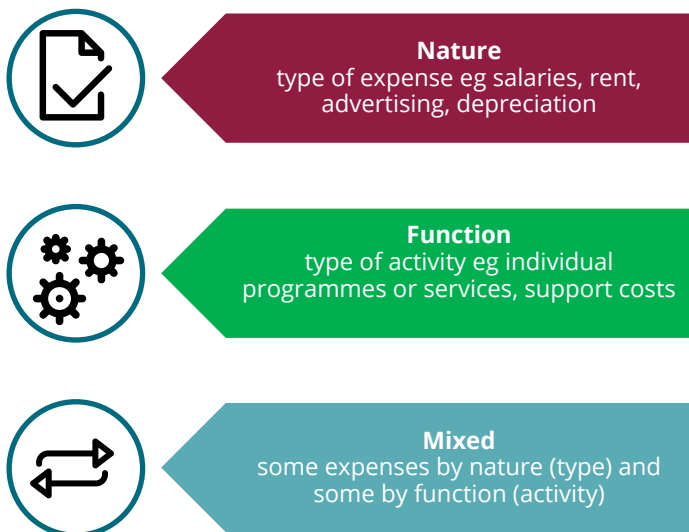 Nature
type of expense eg salaries, rent,
advertising, depreciation
Function
type of activity eg individual
programmes or services, support costs
Mixed
some expenses by nature (type) and
some by function (activity)